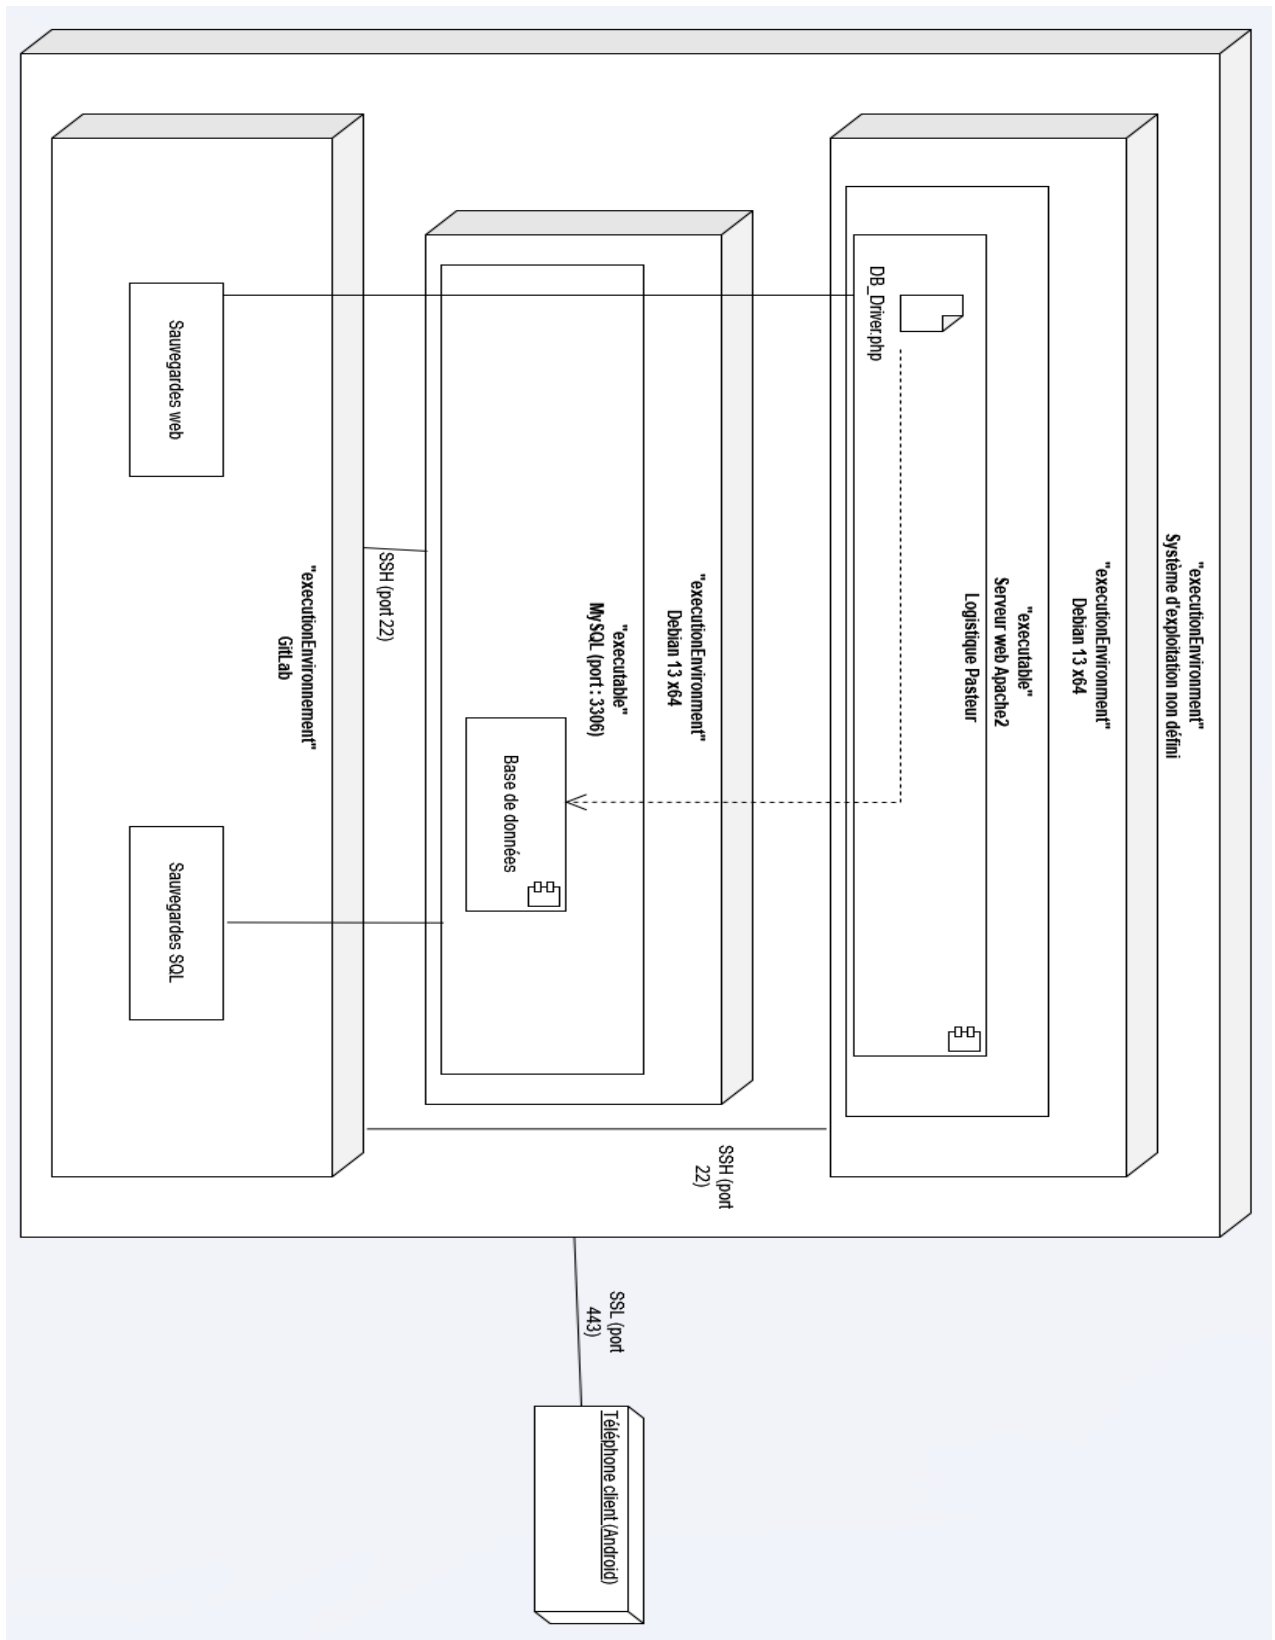 "executionEnvironment"
Système d'exploitation non défini
"executionEnvironment"
Debian 13 x64
"executable"
Serveur web Apache2
Logistique Pasteur
DB_Driver.php
"executionEnvironment"
Debian 13 x64
"executable"
MySQL (port : 3306)
Base de données
SSH (port
22)
SSH (port 22)
"executionEnvironnement"
GitLab
Sauvegardes web
Sauvegardes SQL
SSL (port
443)
Téléphone client (Android)